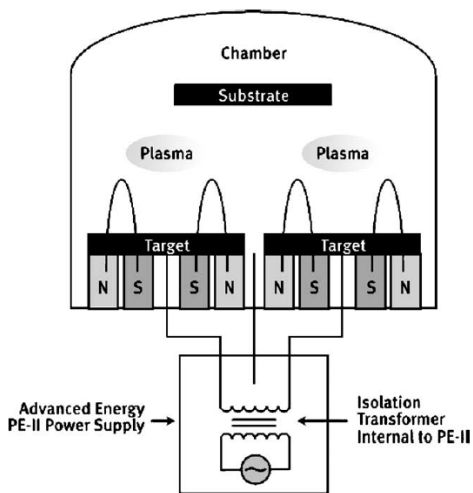 Chamber
Substrate
Plasma
Plasma
Target
Target
N
S
S
N
N
S
S
N
Advanced Energy
PE-II Power Supply
Isolation
Transformer
Internal to PE-II